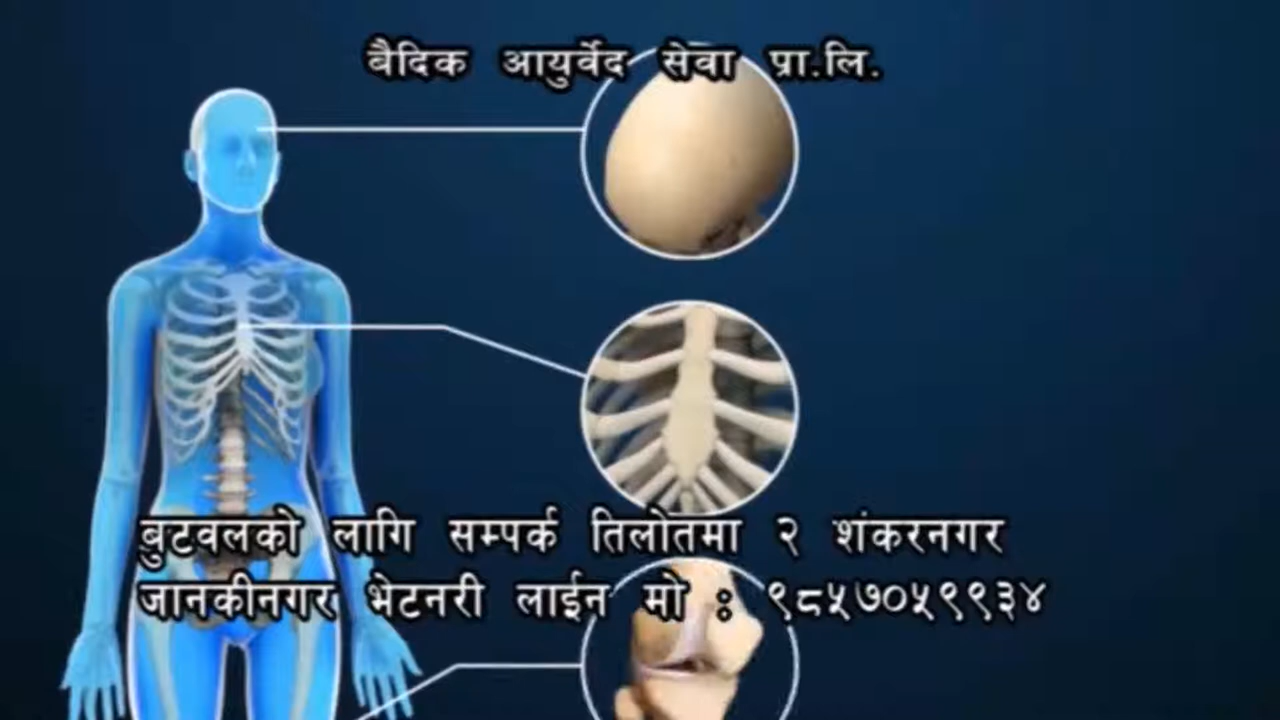 बैदिक आयुर्वेद सेवा प्रा.लि.
बुटवलको लागि सम्पर्क तिलोतमा २ शंकरनगर
जानकीनगर भेटनरी लाईन मो : ९८५७०५९९३४